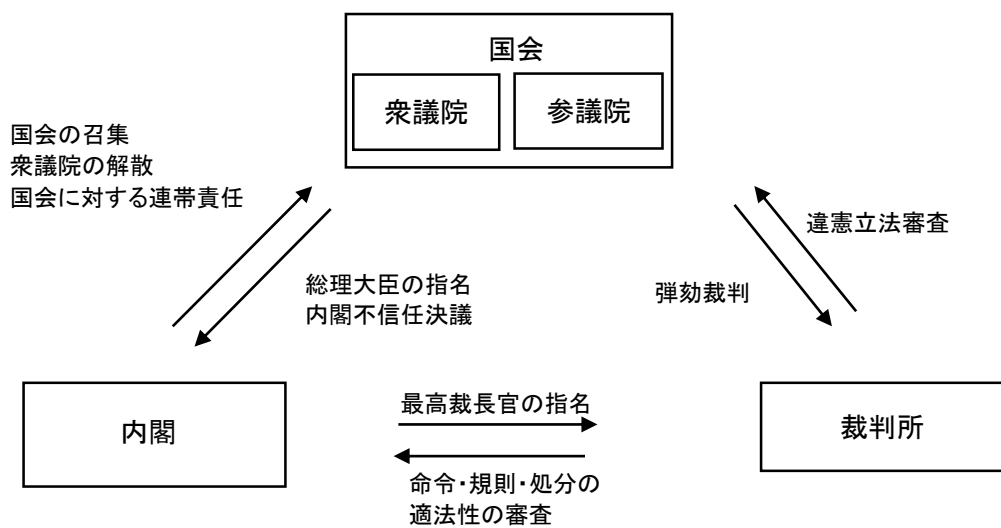 国会
衆議院
参議院
国会の召集
衆議院の解散
国会に対する連帯責任
違憲立法審査
総理大臣の指名
内閣不信任決議
弾劾裁判
内閣
最高裁長官の指名
裁判所
命令・規則・処分の
適法性の審査